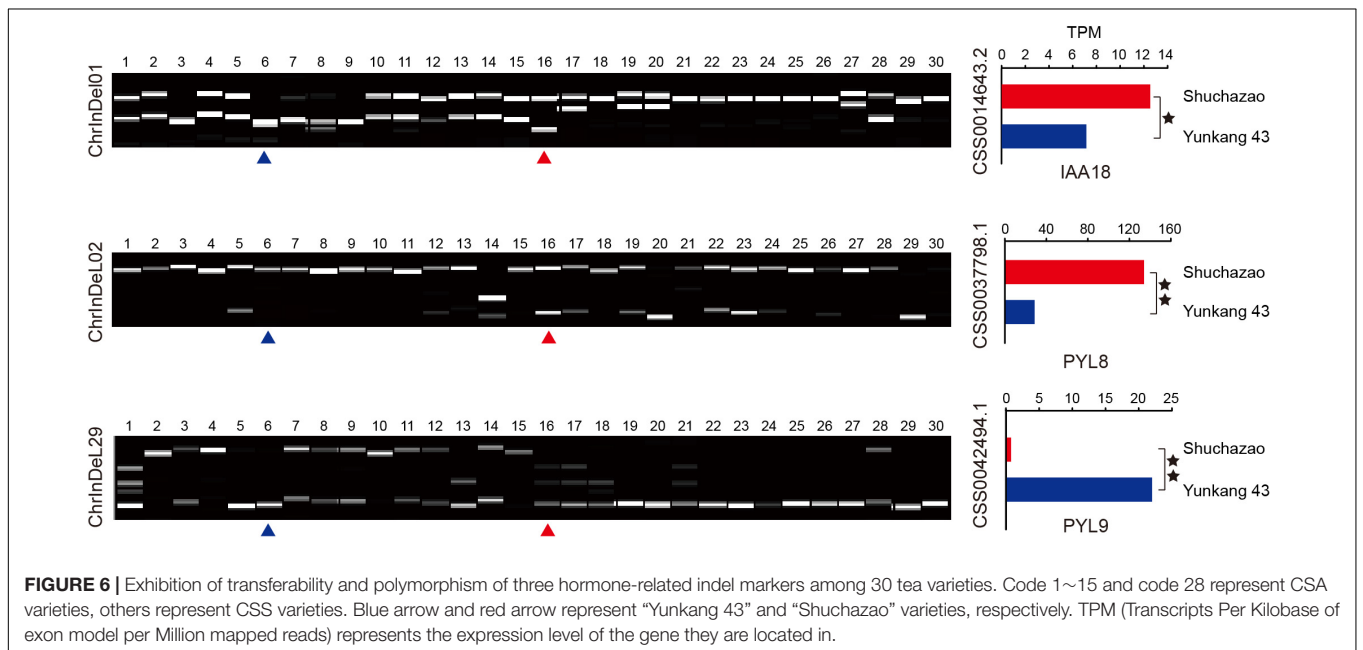 TPM
1 2 3 4 5 6 7 8 9 10 11 12 13 14 15 16 17 18 19 20 21 22 23 24 25 26 27 28 29 30
0 2 4 6 8 10 12 14
ChrInDel01
CSS0014643.2
Shuchazao
★
Yunkang 43
IAA18
1 2 3 4 5 6 7 8 9 10 11 12 13 14 15 16 17 18 19 20 21 22 23 24 25 26 27 28 29 30
0 40 80 120 160
ChrInDeL02
CSS0037798.1
Shuchazao
★★
Yunkang 43
PYL8
1 2 3 4 5 6 7 8 9 10 11 12 13 14 15 16 17 18 19 20 21 22 23 24 25 26 27 28 29 30
0 5 10 15 20 25
ChrInDeL29
CSS0042494.1
Shuchazao
★★
Yunkang 43
PYL9
FIGURE 6 | Exhibition of transferability and polymorphism of three hormone-related indel markers among 30 tea varieties. Code 1~15 and code 28 represent CSA
varieties, others represent CSS varieties. Blue arrow and red arrow represent “Yunkang 43” and “Shuchazao” varieties, respectively. TPM (Transcripts Per Kilobase of
exon model per Million mapped reads) represents the expression level of the gene they are located in.